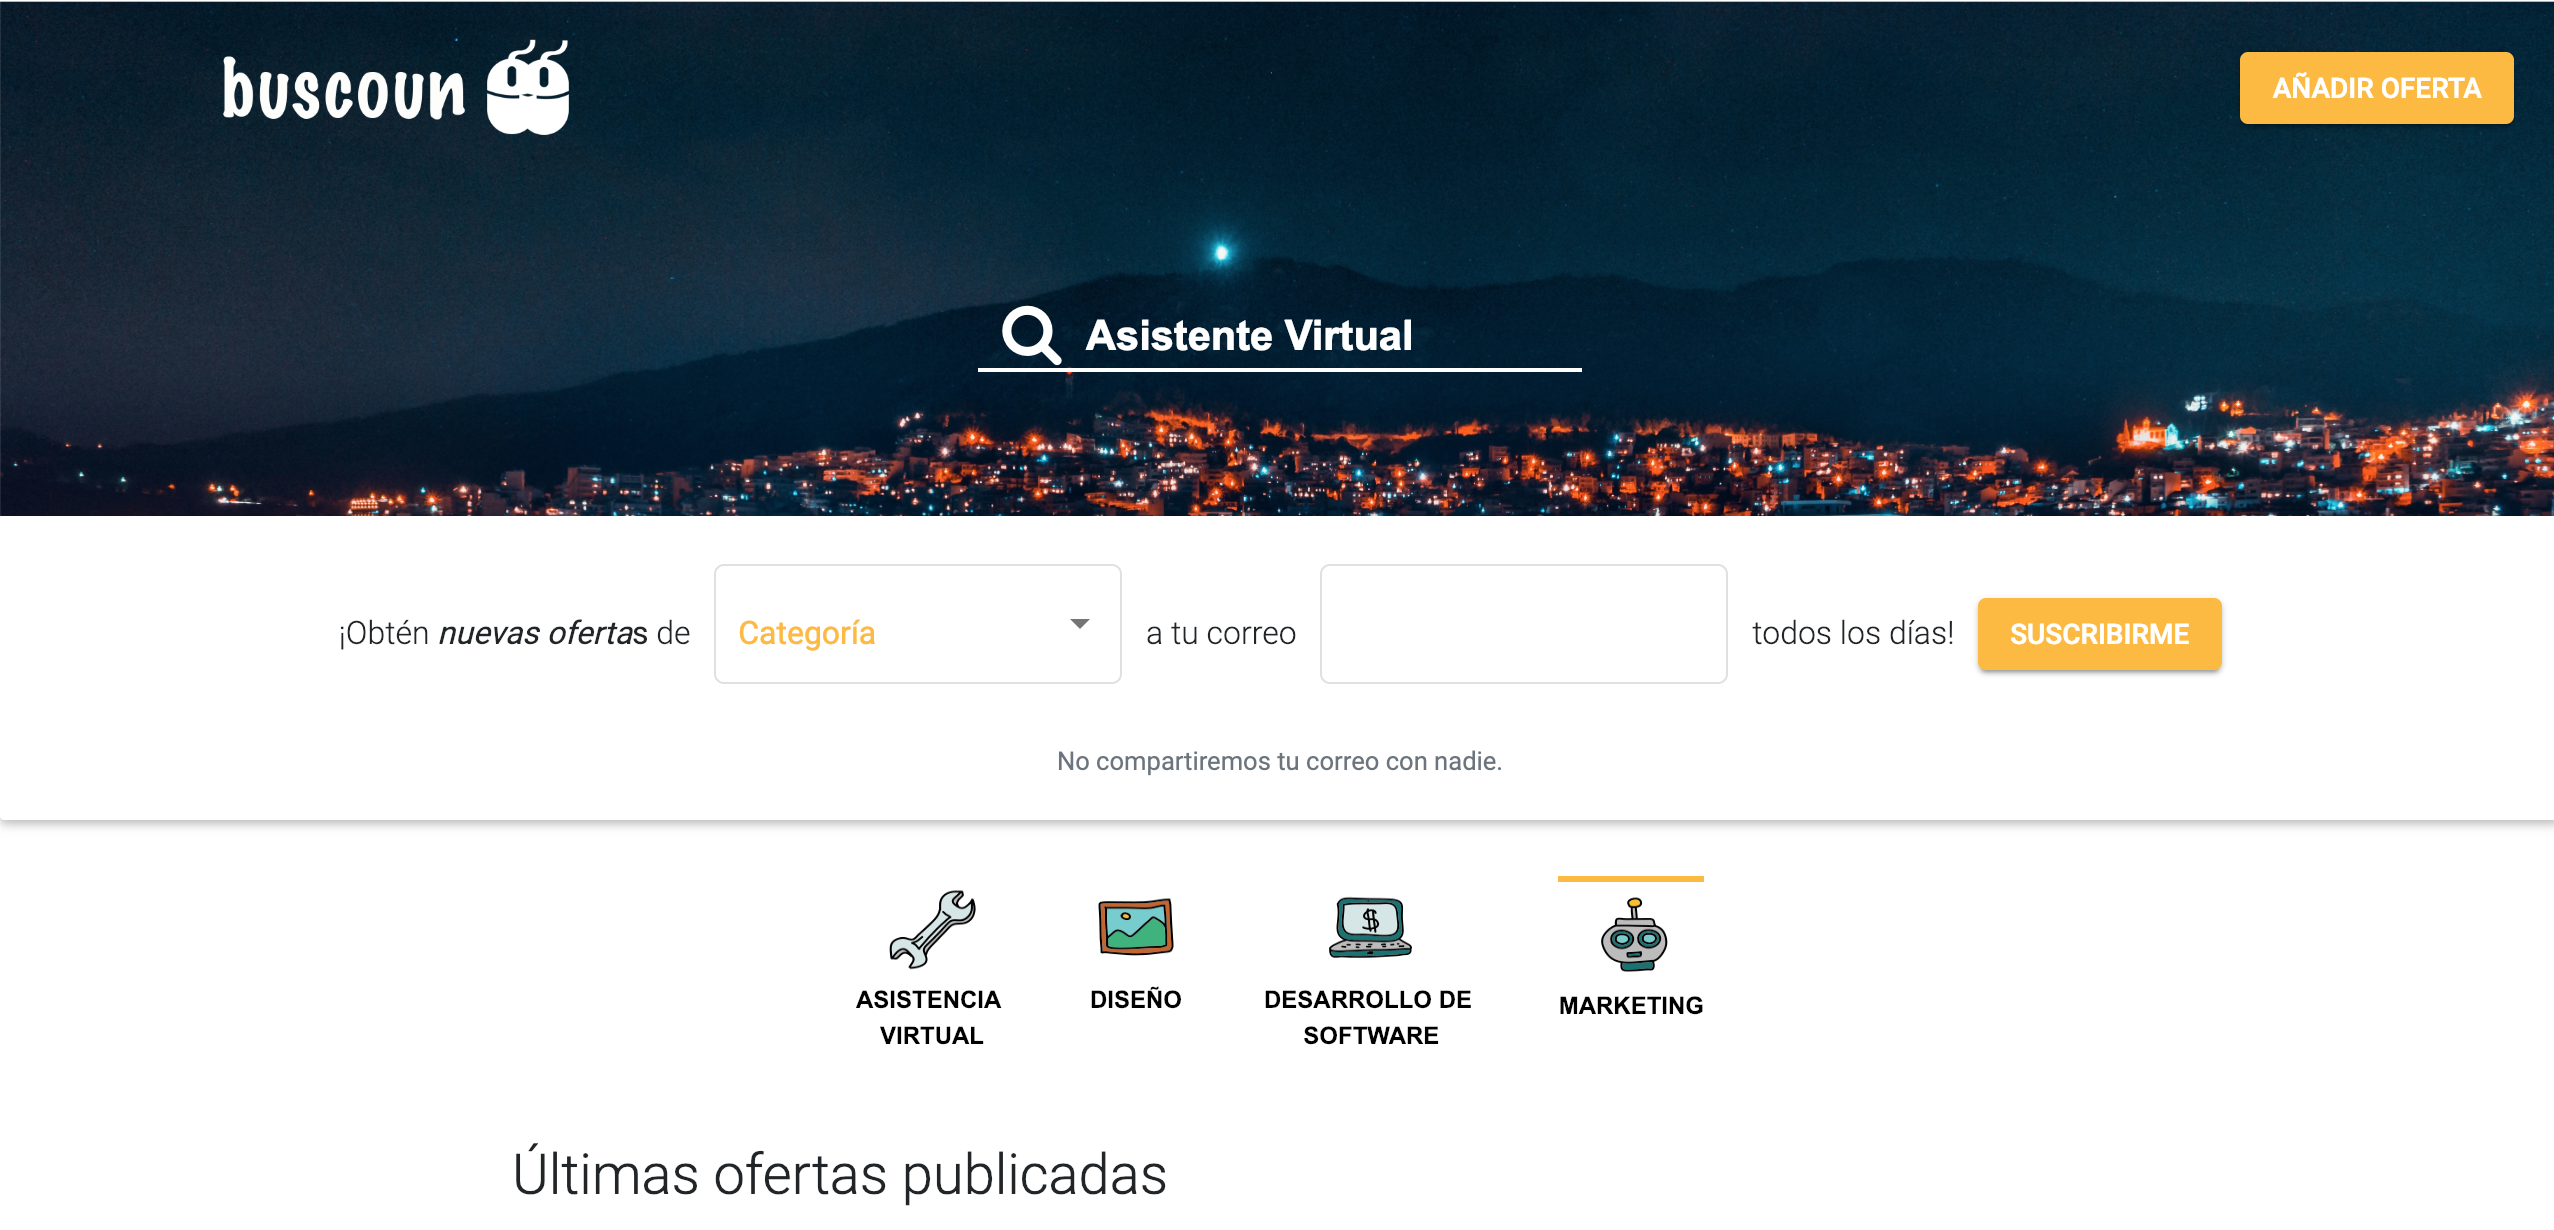 buscoun
AÑADIR OFERTA
Asistente Virtual
¡Obtén nuevas ofertas de Categoría a tu correo todos los días! SUSCRIBIRME
No compartiremos tu correo con nadie.
ASISTENCIA
VIRTUAL
DISEÑO
DESARROLLO DE
SOFTWARE
MARKETING
Últimas ofertas publicadas